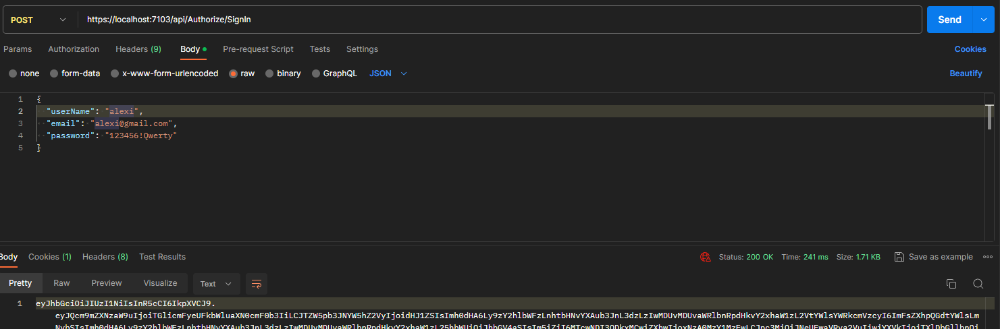 POST https://localhost:7103/api/Authorize/SignIn Send
Params Authorization Headers (9) Body Pre-request Script Tests Settings Cookies
none form-data x-www-form-urlencoded raw binary GraphQL JSON Beautify
1 {
2 "userName": "alexi",
3 "email": "alexi@gmail.com",
4 "password": "123456!Qwerty"
5 }
Body Cookies (1) Headers (8) Test Results Status: 200 OK Time: 241 ms Size: 1.71 KB Save as example
Pretty Raw Preview Visualize Text
1 eyJhbGciOiJIUzI1NiIsInR5cCI6IkpXVCJ9.